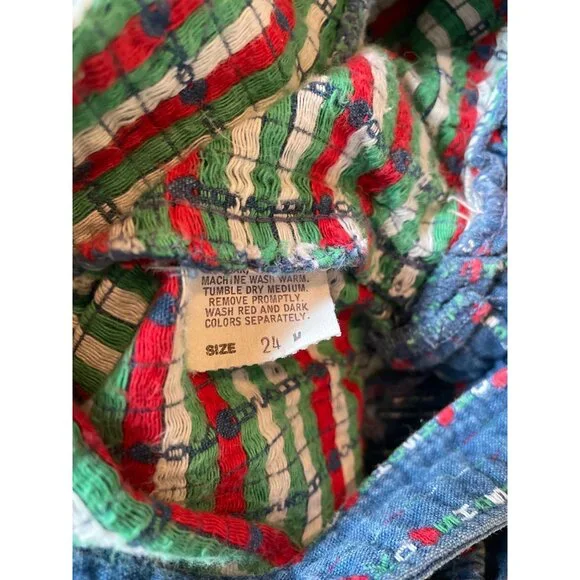 MACHINE WASH WARM.
TUMBLE DRY MEDIUM.
REMOVE PROMPTLY.
WASH RED AND DARK
COLORS SEPARATELY.
SIZE 24 M